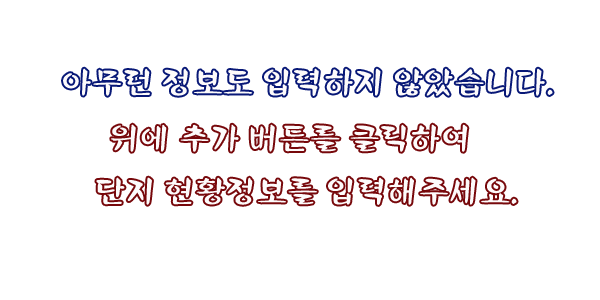 아무런 정보도 입력하지 않았습니다.
위에 추가 버튼를 클릭하여
단지 현황정보를 입력해주세요.